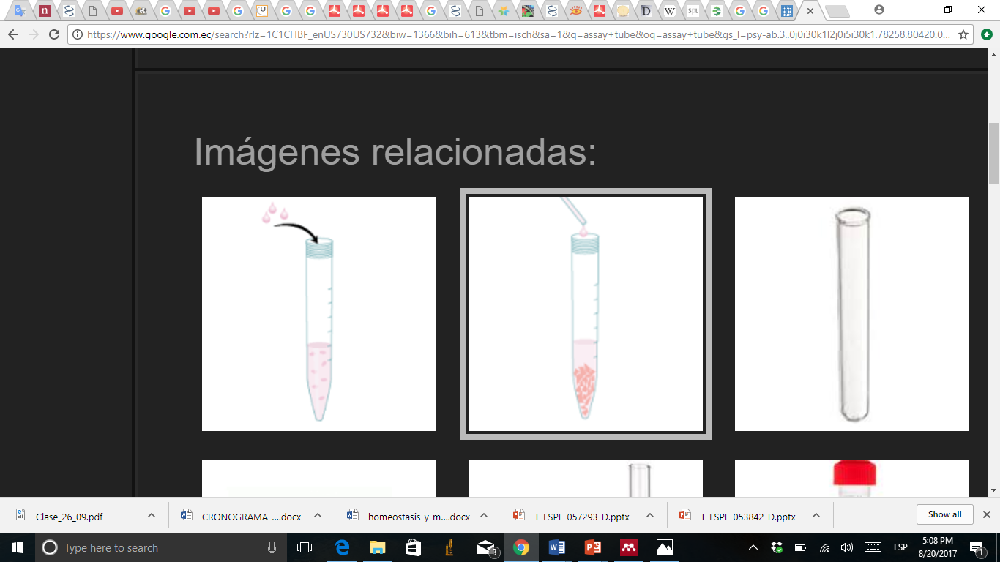 https://www.google.com.ec/search?rlz=1C1CHBF_enUS730US732&biw=1366&bih=613&tbm=isch&sa=1&q=assay+tube&oq=assay+tube&gs_l=psy-ab.3..0j0i30k1l2j0i5i30k1.78258.80420.0...
Imágenes relacionadas:
Clase_26_09.pdf
CRONOGRAMA-....docx
homeostasis-y-m....docx
T-ESPE-057293-D.pptx
T-ESPE-053842-D.pptx
Show all
Type here to search
3
ESP
5:08 PM
8/20/2017
1